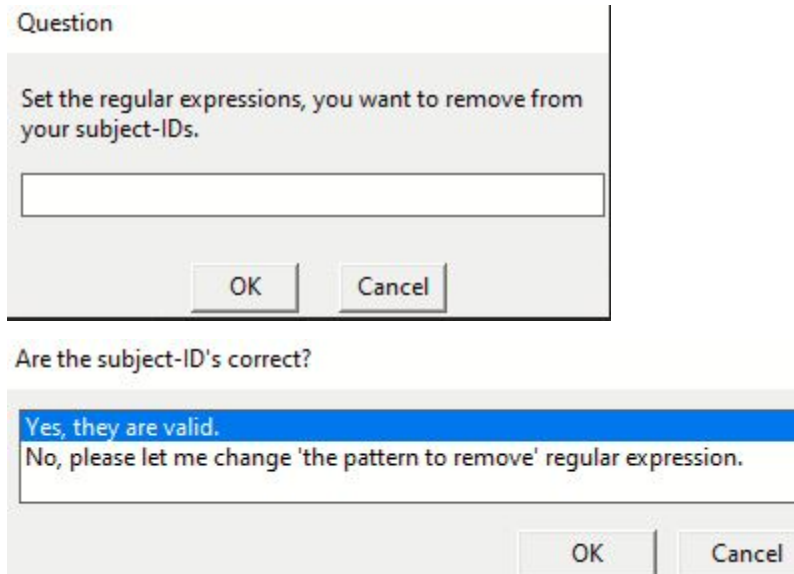 Question
Set the regular expressions, you want to remove from
your subject-IDs.
OK Cancel
Are the subject-ID's correct?
Yes, they are valid.
No, please let me change 'the pattern to remove' regular expression.
OK Cancel